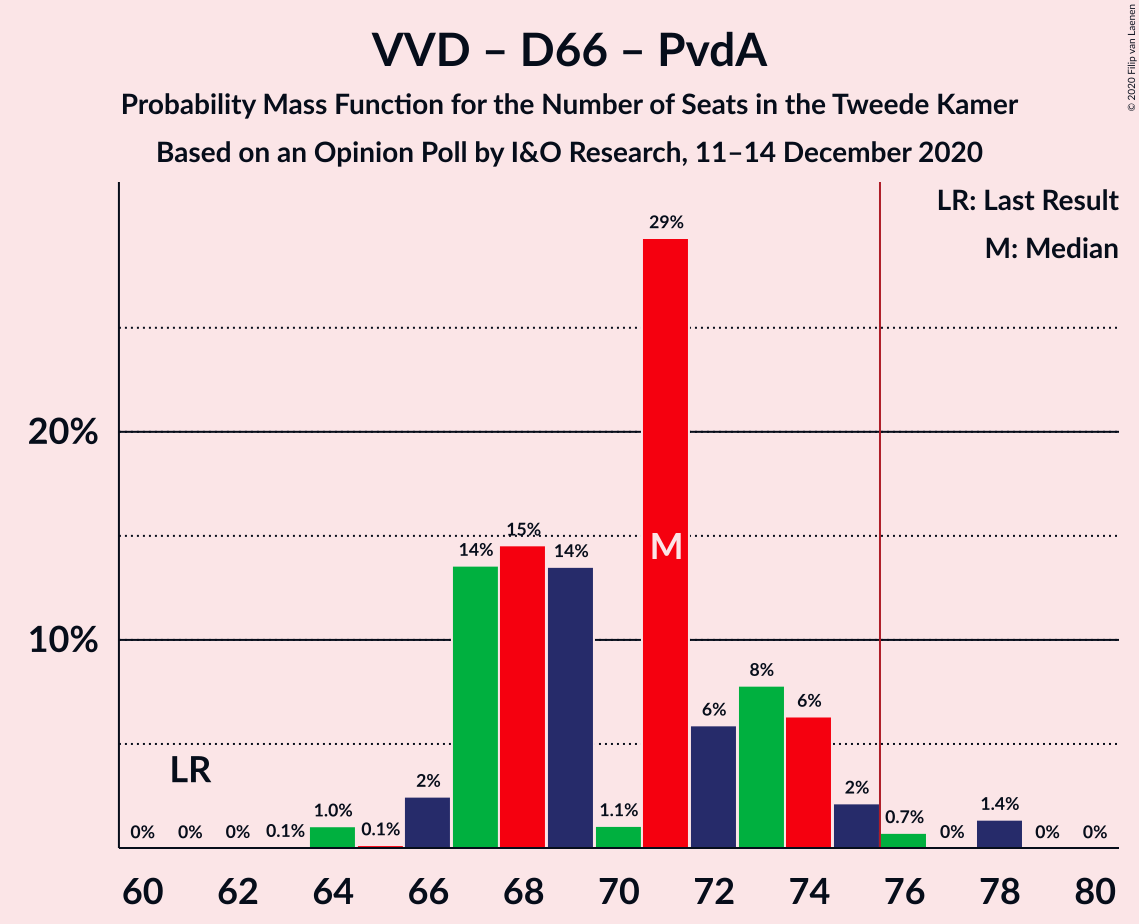 VVD – D66 – PvdA
Probability Mass Function for the Number of Seats in the Tweede Kamer
Based on an Opinion Poll by I&O Research, 11–14 December 2020
© 2020 Filip van Laenen
LR: Last Result
M: Median
20%
10%
0%
0%
0%
0.1%
1.0%
0.1%
2%
14%
15%
14%
1.1%
29%
6%
8%
6%
2%
0.7%
0%
1.4%
0%
0%
LR
M
60 62 64 66 68 70 72 74 76 78 80